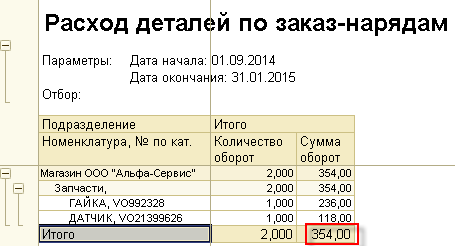 Расход деталей по заказ-нарядам
Параметры: Дата начала: 01.09.2014
Дата окончания: 31.01.2015
Отбор:
Подразделение Итого
Номенклатура, № по кат. Количество оборот Сумма оборот
Магазин ООО "Альфа-Сервис" 2,000 354,00
Запчасти, 2,000 354,00
ГАЙКА, VO992328 1,000 236,00
ДАТЧИК, VO21399626 1,000 118,00
Итого 2,000 354,00